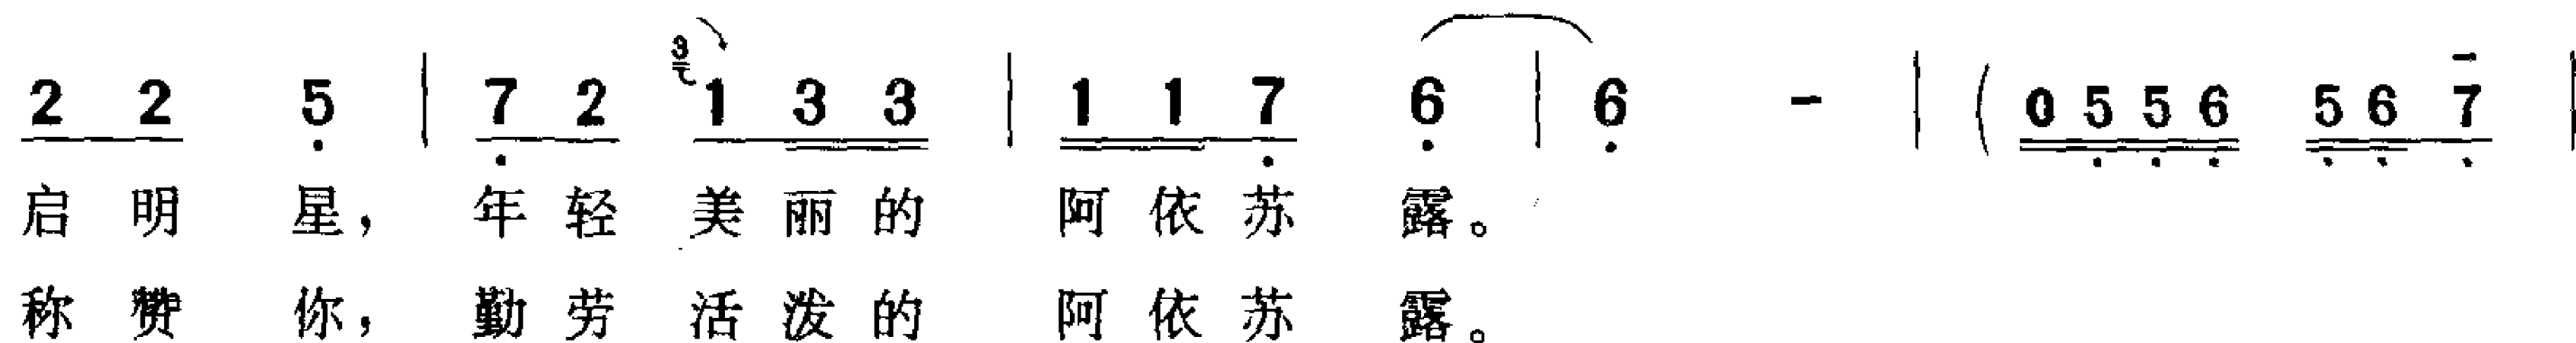 3
2 2 5 | 7 2 1 3 3 | 1 1 7 6 | 6 - | ( 0 5 5 6 5 6 7 |
启 明 星， 年 轻 美 丽 的 阿 依 苏 露。
称 赞 你， 勤 劳 活 泼 的 阿 依 苏 露。